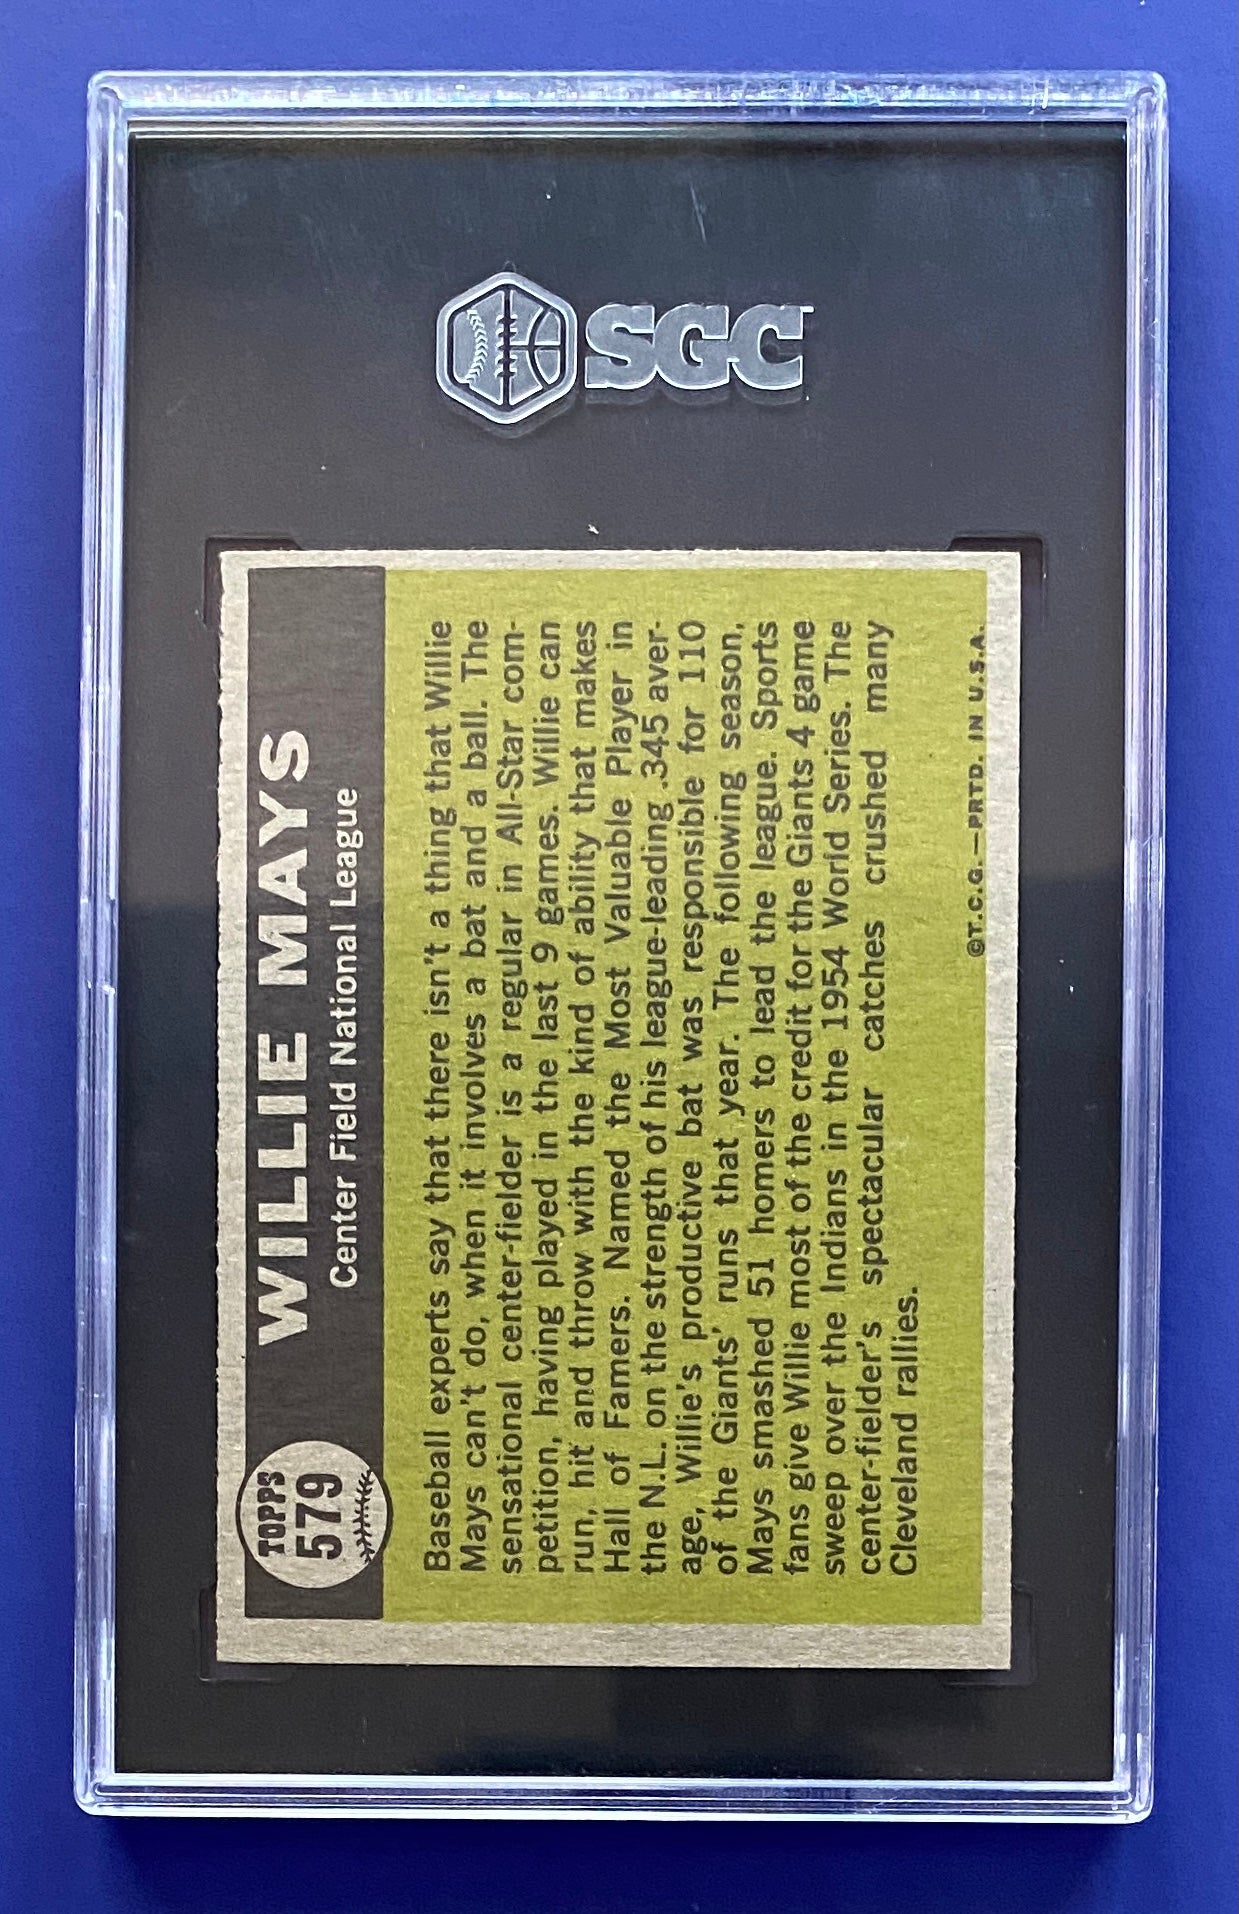 SGC
TOPPS
579
WILLIE MAYS
Center Field National League
Baseball experts say that there isn't a thing that Willie
Mays can't do, when it involves a bat and a ball. The
sensational center-fielder is a regular in All-Star com-
petition, having played in the last 9 games. Willie can
run, hit and throw with the kind of ability that makes
Hall of Famers. Named the Most Valuable Player in
the N.L. on the strength of his league-leading .345 aver-
age, Willie's productive bat was responsible for 110
of the Giants' runs that year. The following season,
Mays smashed 51 homers to lead the league. Sports
fans give Willie most of the credit for the Giants 4 game
sweep over the Indians in the 1954 World Series. The
center-fielder's spectacular catches crushed many
Cleveland rallies.
©T.C.G.—PRTD. IN U.S.A.